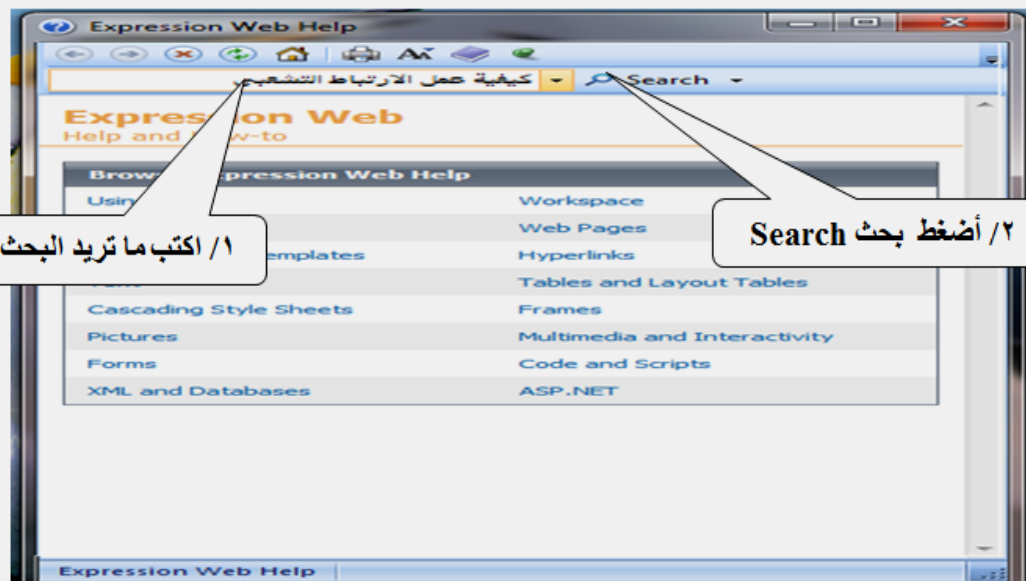 Expression Web Help
كيفية عمل الارتباط التشعبي
Search
Expression Web
Help and
w-to
Expression Web Help
Workspace
Web Pages
١/ اكتب ما تريد البحث
٢/ أضغط بحث Search
Hyperlinks
Tables and Layout Tables
Cascading Style Sheets
Frames
Pictures
Multimedia and Interactivity
Forms
Code and Scripts
XML and Databases
ASP.NET
Expression Web Help